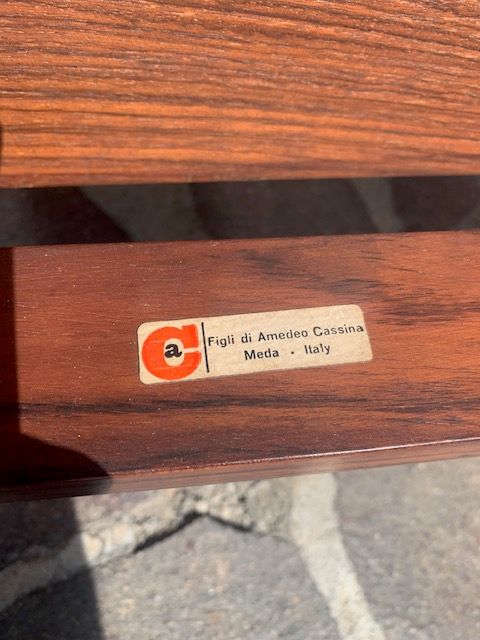 Ca
Figli di Amedeo Cassina
Meda · Italy